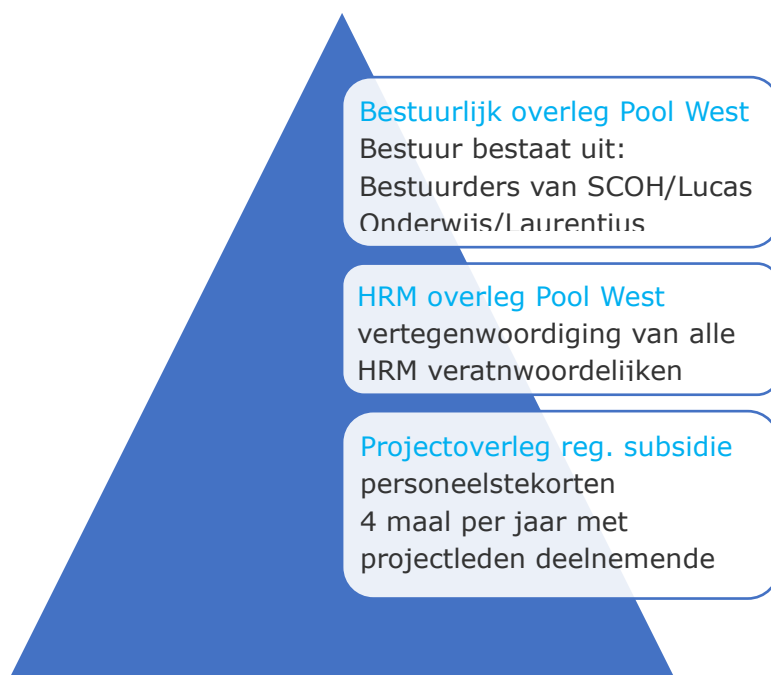 Bestuurlijk overleg Pool West
Bestuur bestaat uit:
Bestuurders van SCOH/Lucas
Onderwijs/Laurentius
HRM overleg Pool West
vertegenwoordiging van alle
HRM veratnwoordelijken
Projectoverleg reg. subsidie
personeelstekorten
4 maal per jaar met
projectleden deelnemende